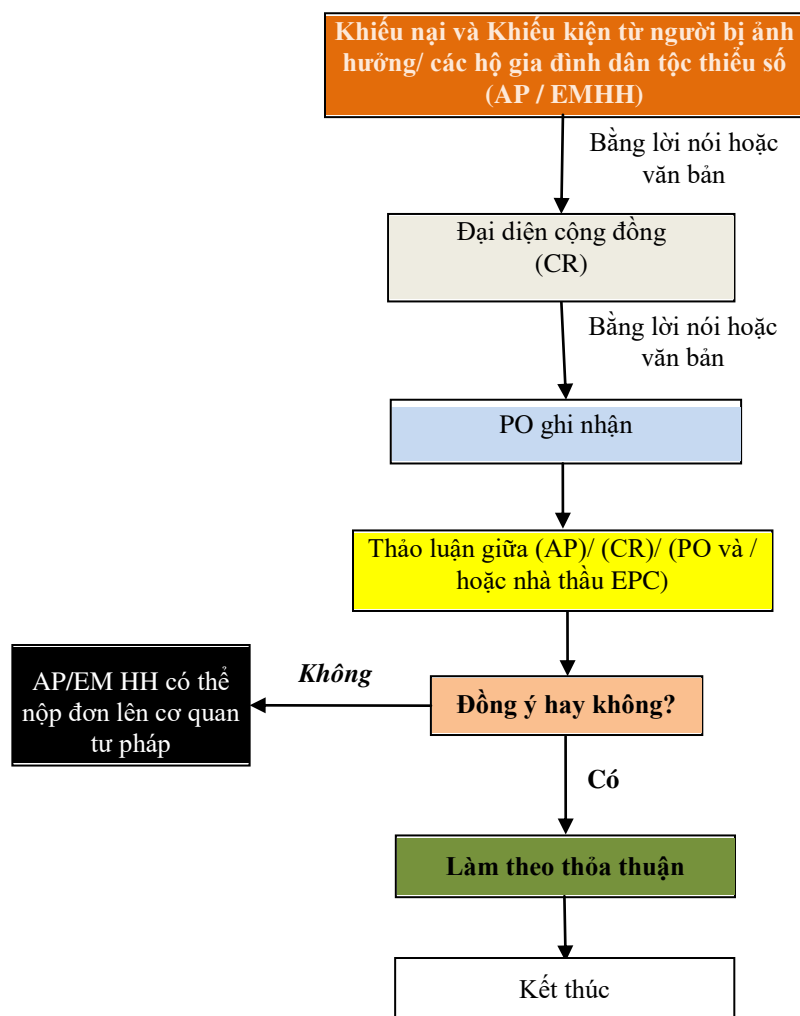 Khiếu nại và Khiếu kiện từ người bị ảnh
hưởng/ các hộ gia đình dân tộc thiểu số
(AP / EMHH)
Bằng lời nói hoặc
văn bản
Đại diện cộng đồng
(CR)
Bằng lời nói hoặc
văn bản
PO ghi nhận
Thảo luận giữa (AP)/ (CR)/ (PO và /
hoặc nhà thầu EPC)
Không
AP/EM HH có thể
nộp đơn lên cơ quan
tư pháp
Đồng ý hay không?
Có
Làm theo thỏa thuận
Kết thúc